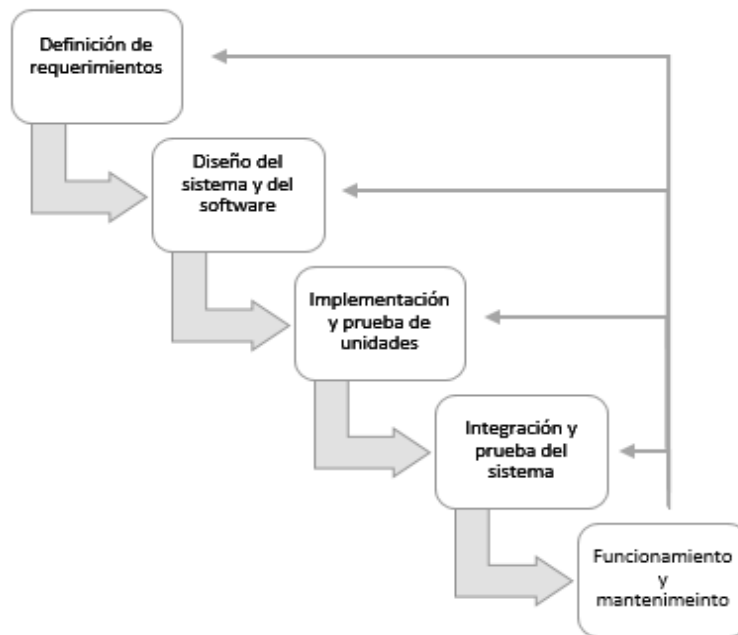 Definición de
requerimientos
Diseño del
sistema y del
software
Implementación
y prueba de
unidades
Integración y
prueba del
sistema
Funcionamiento
y
mantenimeinto